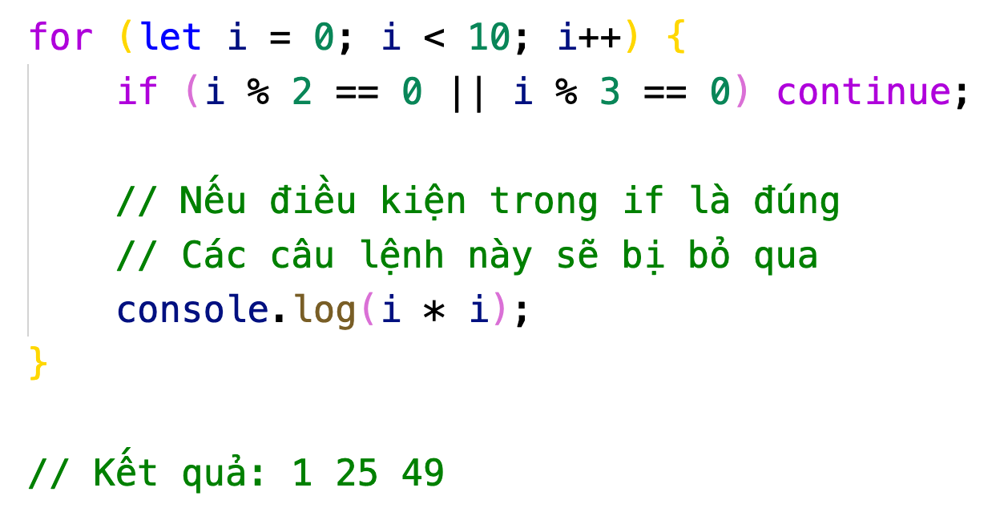 for (let i = 0; i < 10; i++) {
if (i % 2 == 0 || i % 3 == 0) continue;
// Nếu điều kiện trong if là đúng
// Các câu lệnh này sẽ bị bỏ qua
console.log(i * i);
}
// Kết quả: 1 25 49